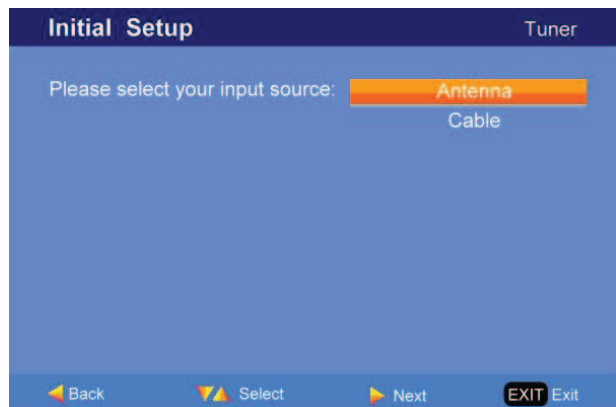 Initial Setup Tuner
Please select your input source: Antenna
Cable
Back Select Next EXIT Exit